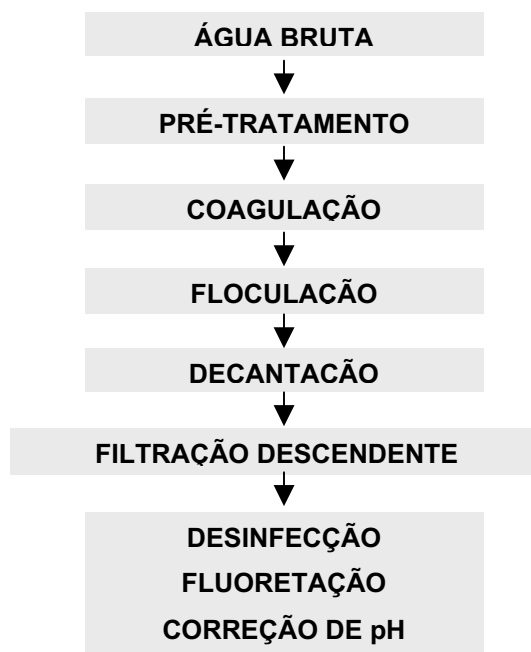 ÁGUA BRUTA
PRÉ-TRATAMENTO
COAGULAÇÃO
FLOCULAÇÃO
DECANTAÇÃO
FILTRAÇÃO DESCENDENTE
DESINFECÇÃO
FLUORETAÇÃO
CORREÇÃO DE pH